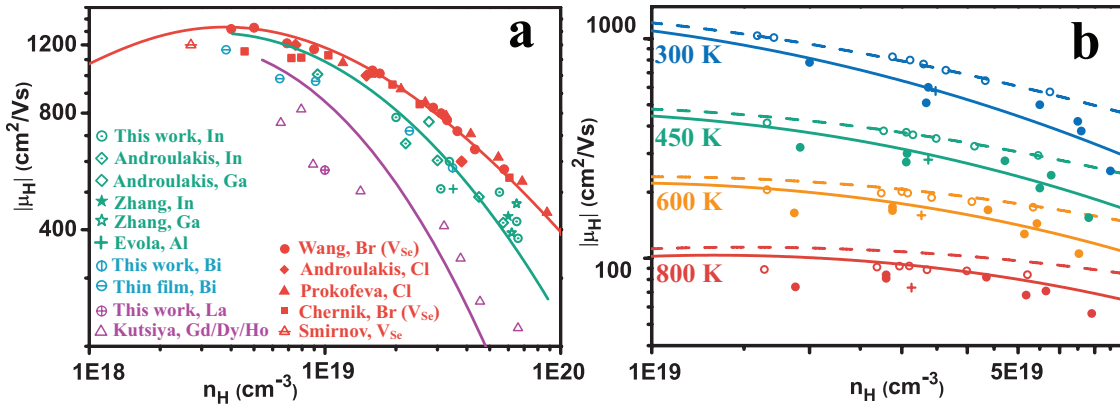 a
|μH| (cm2/Vs)
1200
800
400
This work, In
Androulakis, In
Androulakis, Ga
Zhang, In
Zhang, Ga
Evola, Al
This work, Bi
Thin film, Bi
This work, La
Kutsiya, Gd/Dy/Ho
Wang, Br (VSe)
Androulakis, Cl
Prokofeva, Cl
Chernik, Br (VSe)
Smirnov, VSe
1E18
1E19
1E20
nH (cm-3)
b
|μH| (cm2/Vs)
1000
100
300 K
450 K
600 K
800 K
1E19
5E19
nH (cm-3)